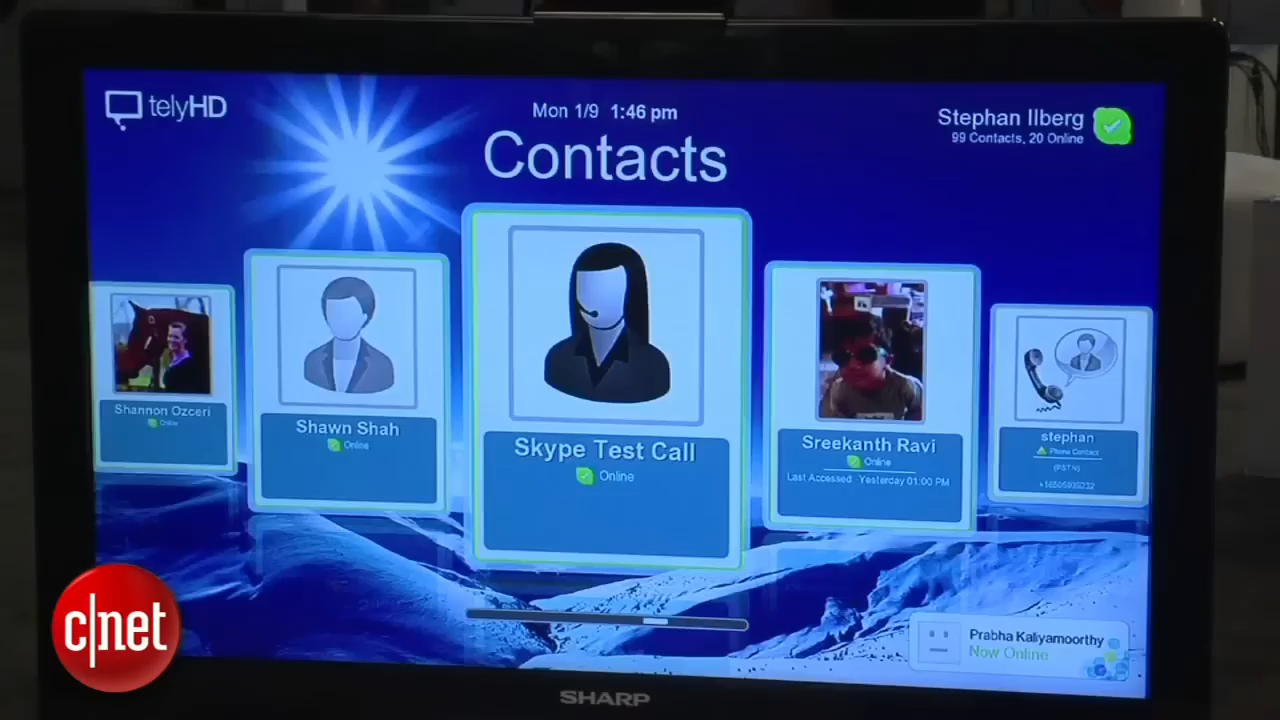 telyHD
Mon 1/9 1:46 pm
Contacts
Stephan Ilberg
99 Contacts, 20 Online
Shannon Ozceri
Online
Shawn Shah
Online
Skype Test Call
Online
Sreekanth Ravi
Online
Last Accessed Yesterday 01:00 PM
stephan
Phone Contact
(PSTN)
Prabha Kaliyamoorthy
Now Online
c|net
SHARP